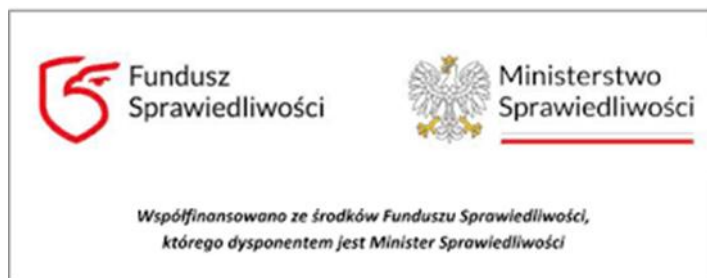 Fundusz
Sprawiedliwości
Ministerstwo
Sprawiedliwości
Współfinansowano ze środków Funduszu Sprawiedliwości,
którego dysponentem jest Minister Sprawiedliwości